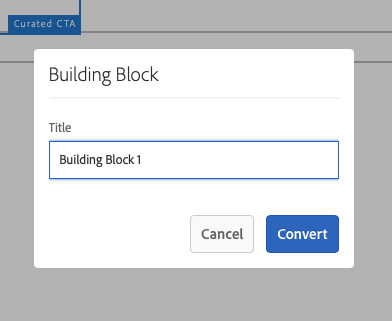 Curated CTA
Building Block
Title
Building Block 1
Cancel
Convert